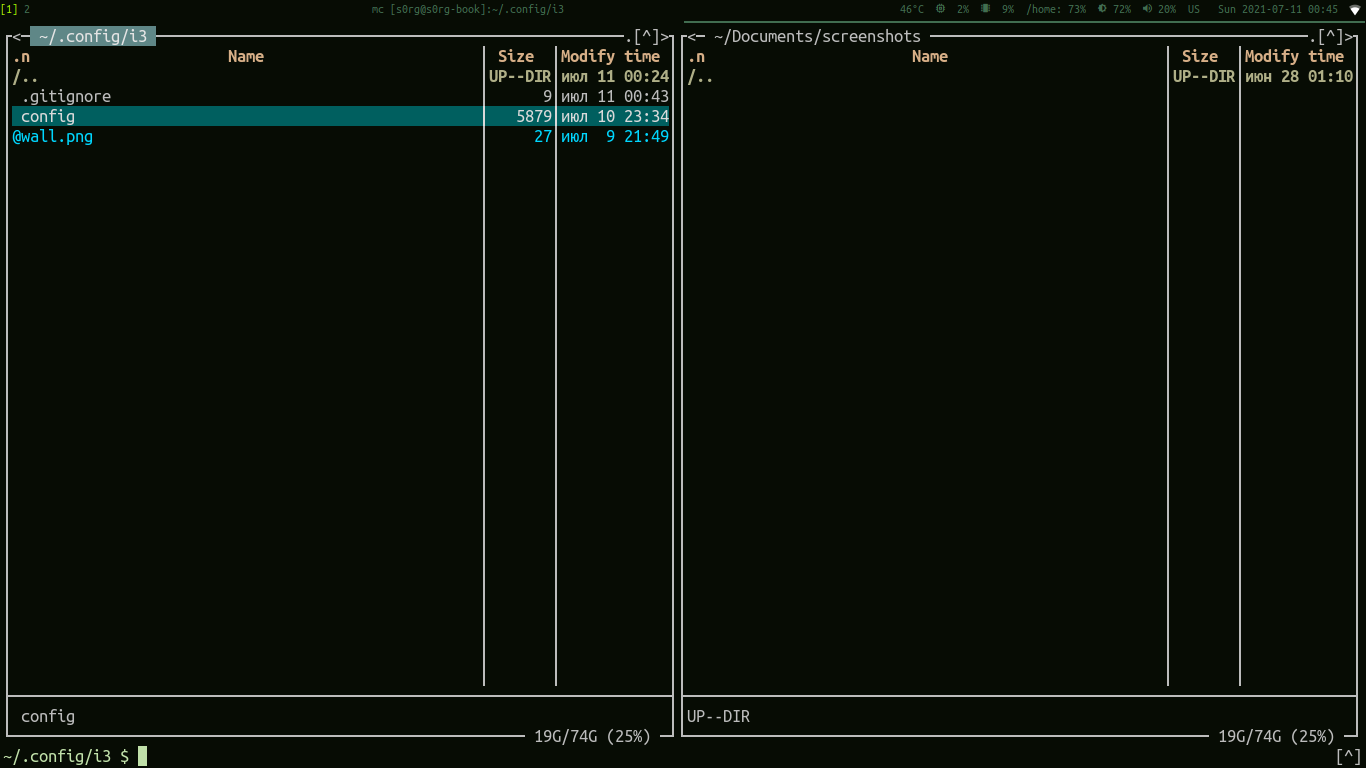 [1] 2 mc [s0rg@s0rg-book]:~/.config/i3 46°C 2% 9% /home: 73% 72% 20% US Sun 2021-07-11 00:45
<─ ~/.config/i3 .[^]>
.n Name Size Modify time
/.. UP--DIR июл 11 00:24
.gitignore 9 июл 11 00:43
config 5879 июл 10 23:34
@wall.png 27 июл 9 21:49
config
19G/74G (25%)
<─ ~/Documents/screenshots .[^]>
.n Name Size Modify time
/.. UP--DIR июн 28 01:10
UP--DIR
19G/74G (25%)
~/.config/i3 $ [^]